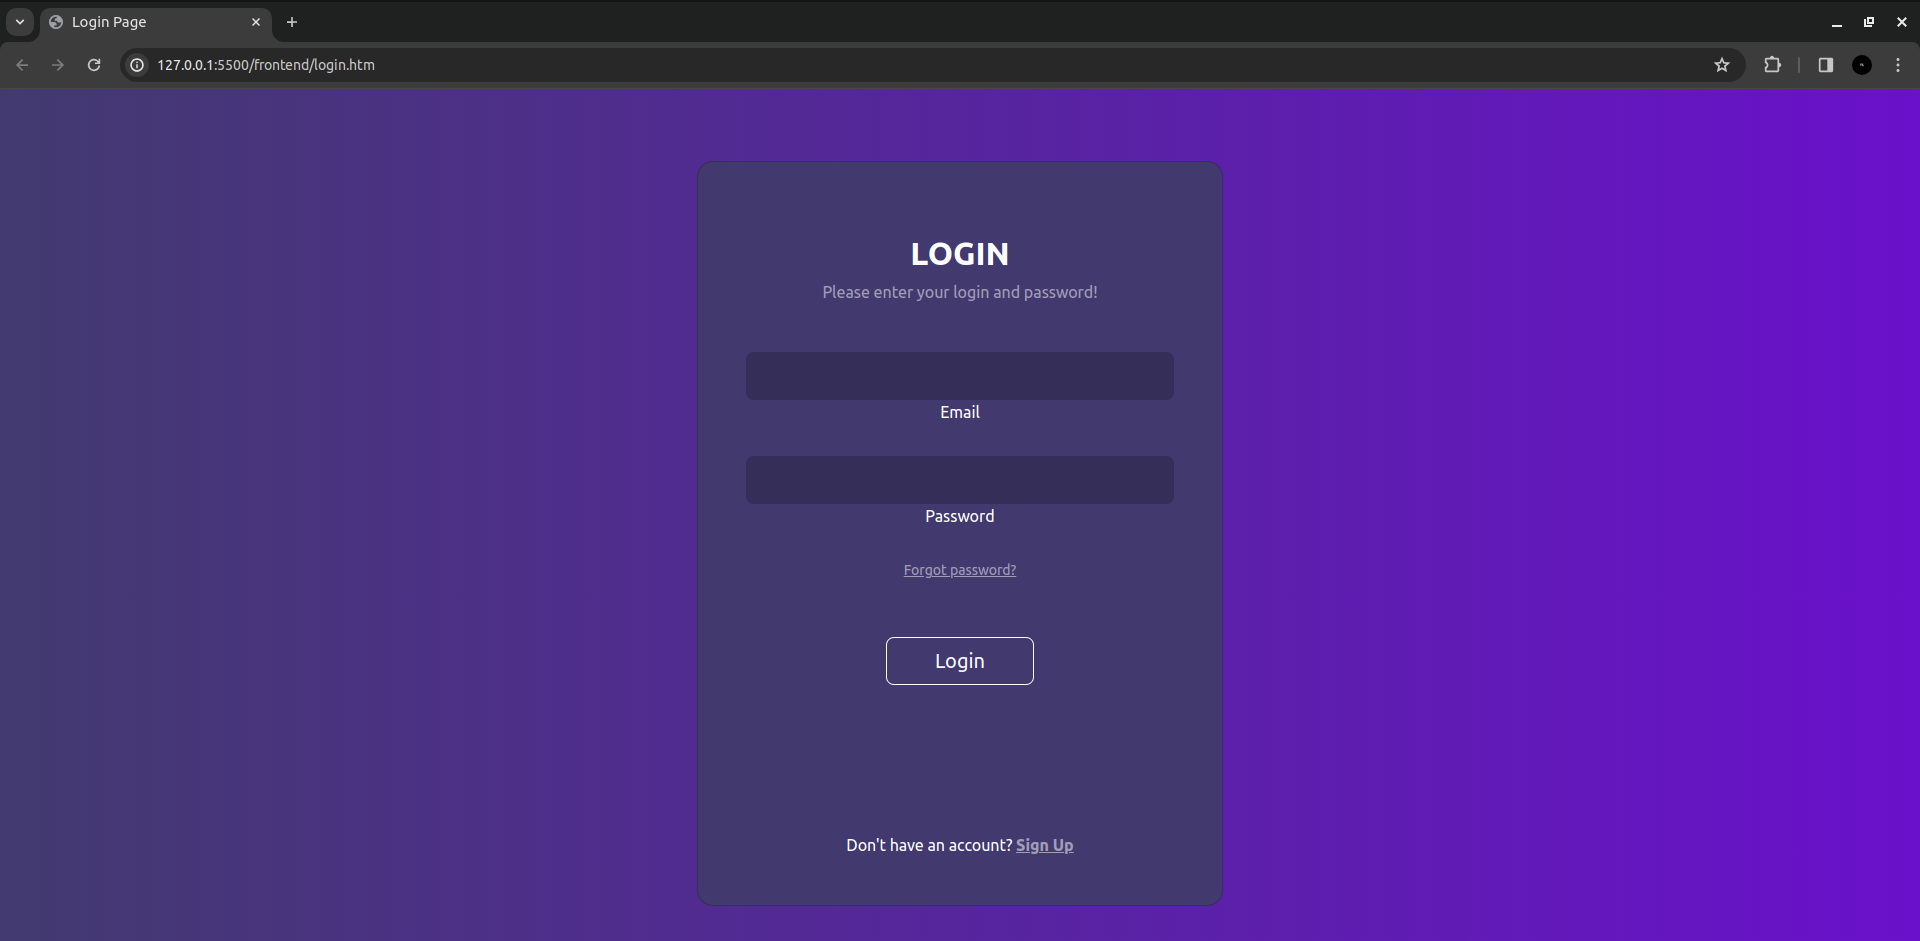 Login Page
127.0.0.1:5500/frontend/login.htm
LOGIN
Please enter your login and password!
Email
Password
Forgot password?
Login
Don't have an account? Sign Up